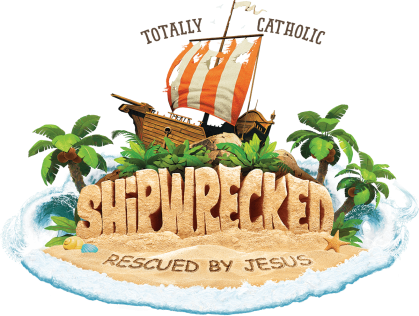 TOTALLY CATHOLIC
SHIPWRECKED
RESCUED BY JESUS